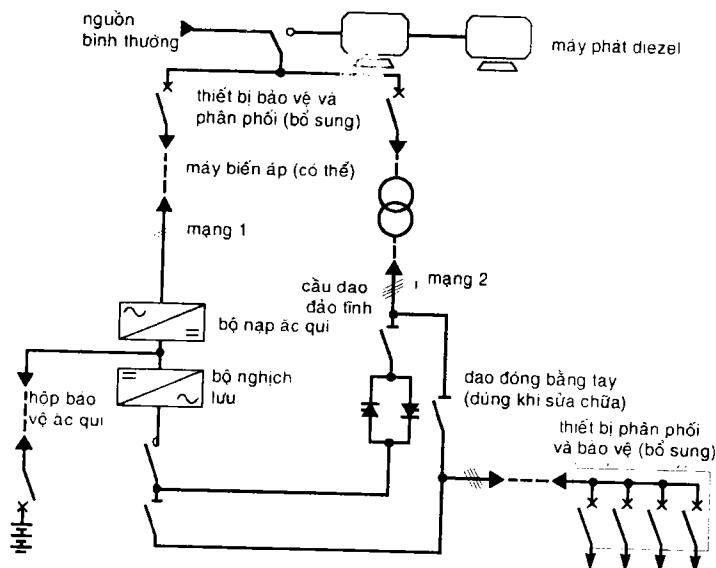 nguồn
bình thường
máy phát diezel
thiết bị bảo vệ và
phân phối (bổ sung)
máy biến áp (có thể)
mạng 1
cầu dao
đảo tĩnh
mạng 2
bộ nạp ăc qui
hộp bảo
vệ ăc qui
bộ nghịch
lưu
dao đóng bằng tay
(dùng khi sửa chữa)
thiết bị phân phối
và bảo vệ (bổ sung)